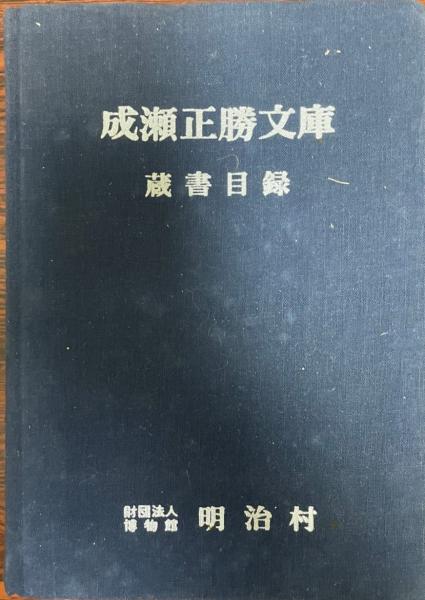 成瀬正勝文庫
蔵書目録
財団法人
博物館
明治村